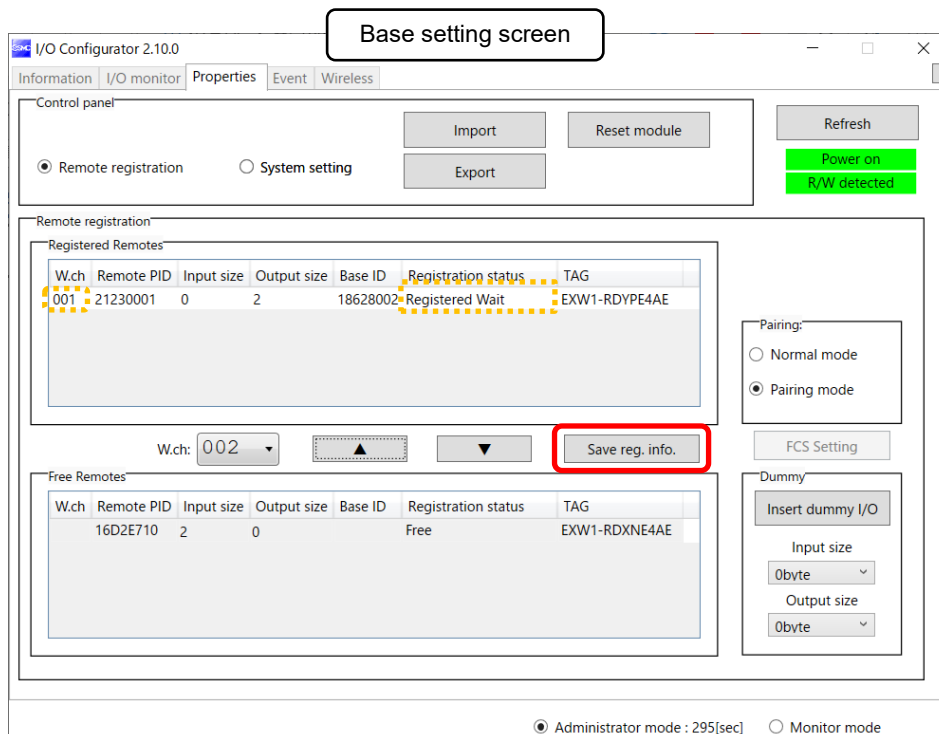 Base setting screen
SMC I/O Configurator 2.10.0
Information I/O monitor Properties Event Wireless
Control panel
Import Reset module Refresh
Remote registration System setting Export Power on
R/W detected
Remote registration
Registered Remotes
W.ch Remote PID Input size Output size Base ID Registration status TAG
001 21230001 0 2 18628002 Registered Wait EXW1-RDYPE4AE
Pairing:
Normal mode
Pairing mode
W.ch: 002 ▲ ▼ Save reg. info. FCS Setting
Free Remotes Dummy
W.ch Remote PID Input size Output size Base ID Registration status TAG Insert dummy I/O
16D2E710 2 0 Free EXW1-RDXNE4AE
Input size
0byte
Output size
0byte
Administrator mode : 295[sec] Monitor mode